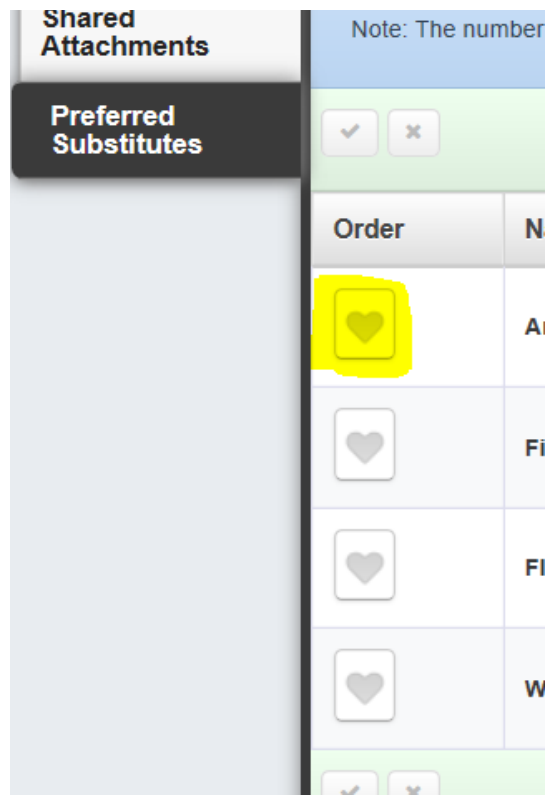 Shared
Attachments
Note: The number
Preferred
Substitutes
Order